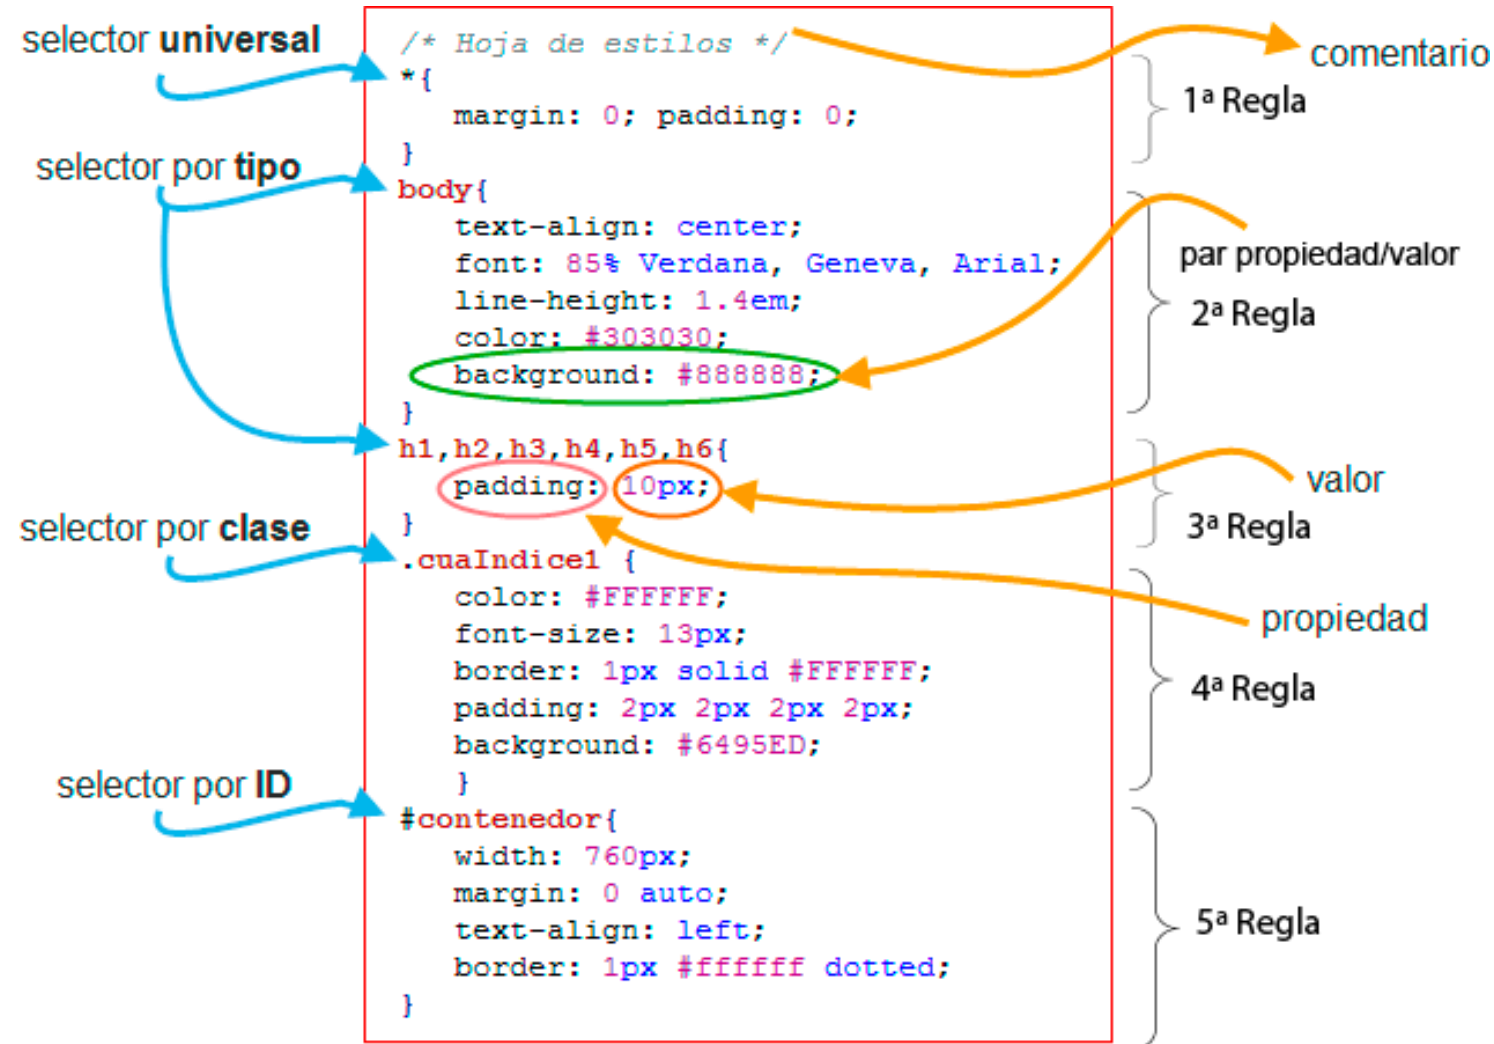 selector universal
/* Hoja de estilos */
comentario
*{
margin: 0; padding: 0;
1ª Regla
}
selector por tipo
body{
text-align: center;
font: 85% Verdana, Geneva, Arial;
par propiedad/valor
line-height: 1.4em;
2ª Regla
color: #303030;
background: #888888;
}
h1,h2,h3,h4,h5,h6{
padding: 10px;
valor
}
3ª Regla
selector por clase
.cuaIndice1 {
color: #FFFFFF;
propiedad
font-size: 13px;
border: 1px solid #FFFFFF;
4ª Regla
padding: 2px 2px 2px 2px;
background: #6495ED;
}
selector por ID
#contenedor{
width: 760px;
margin: 0 auto;
5ª Regla
text-align: left;
border: 1px #ffffff dotted;
}